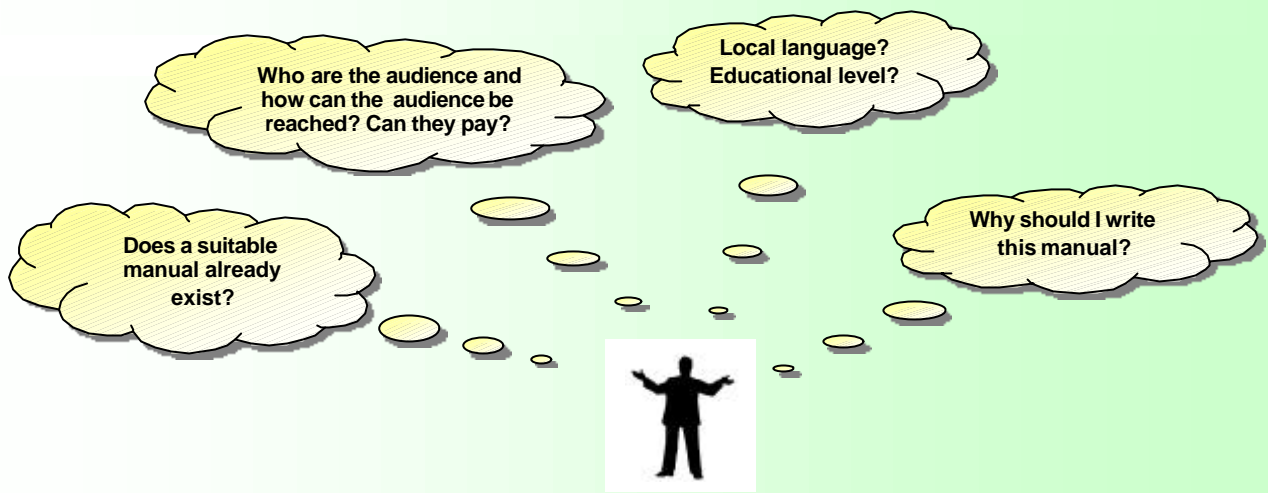 Who are the audience and
how can the audience be
reached? Can they pay?
Local language?
Educational level?
Does a suitable
manual already
exist?
Why should I write
this manual?